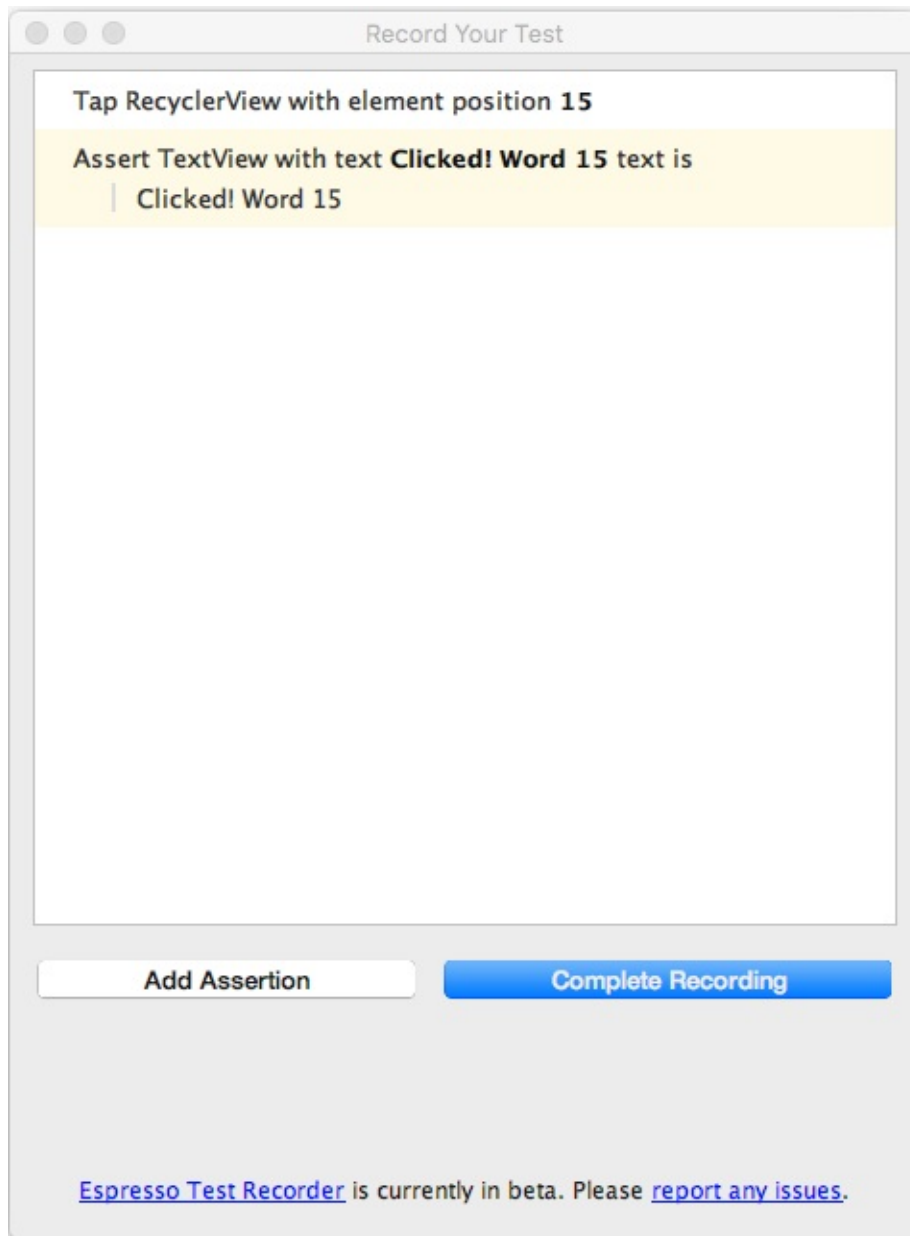 Record Your Test
Tap RecyclerView with element position 15
Assert TextView with text Clicked! Word 15 text is
Clicked! Word 15
Add Assertion
Complete Recording
Espresso Test Recorder is currently in beta. Please report any issues.